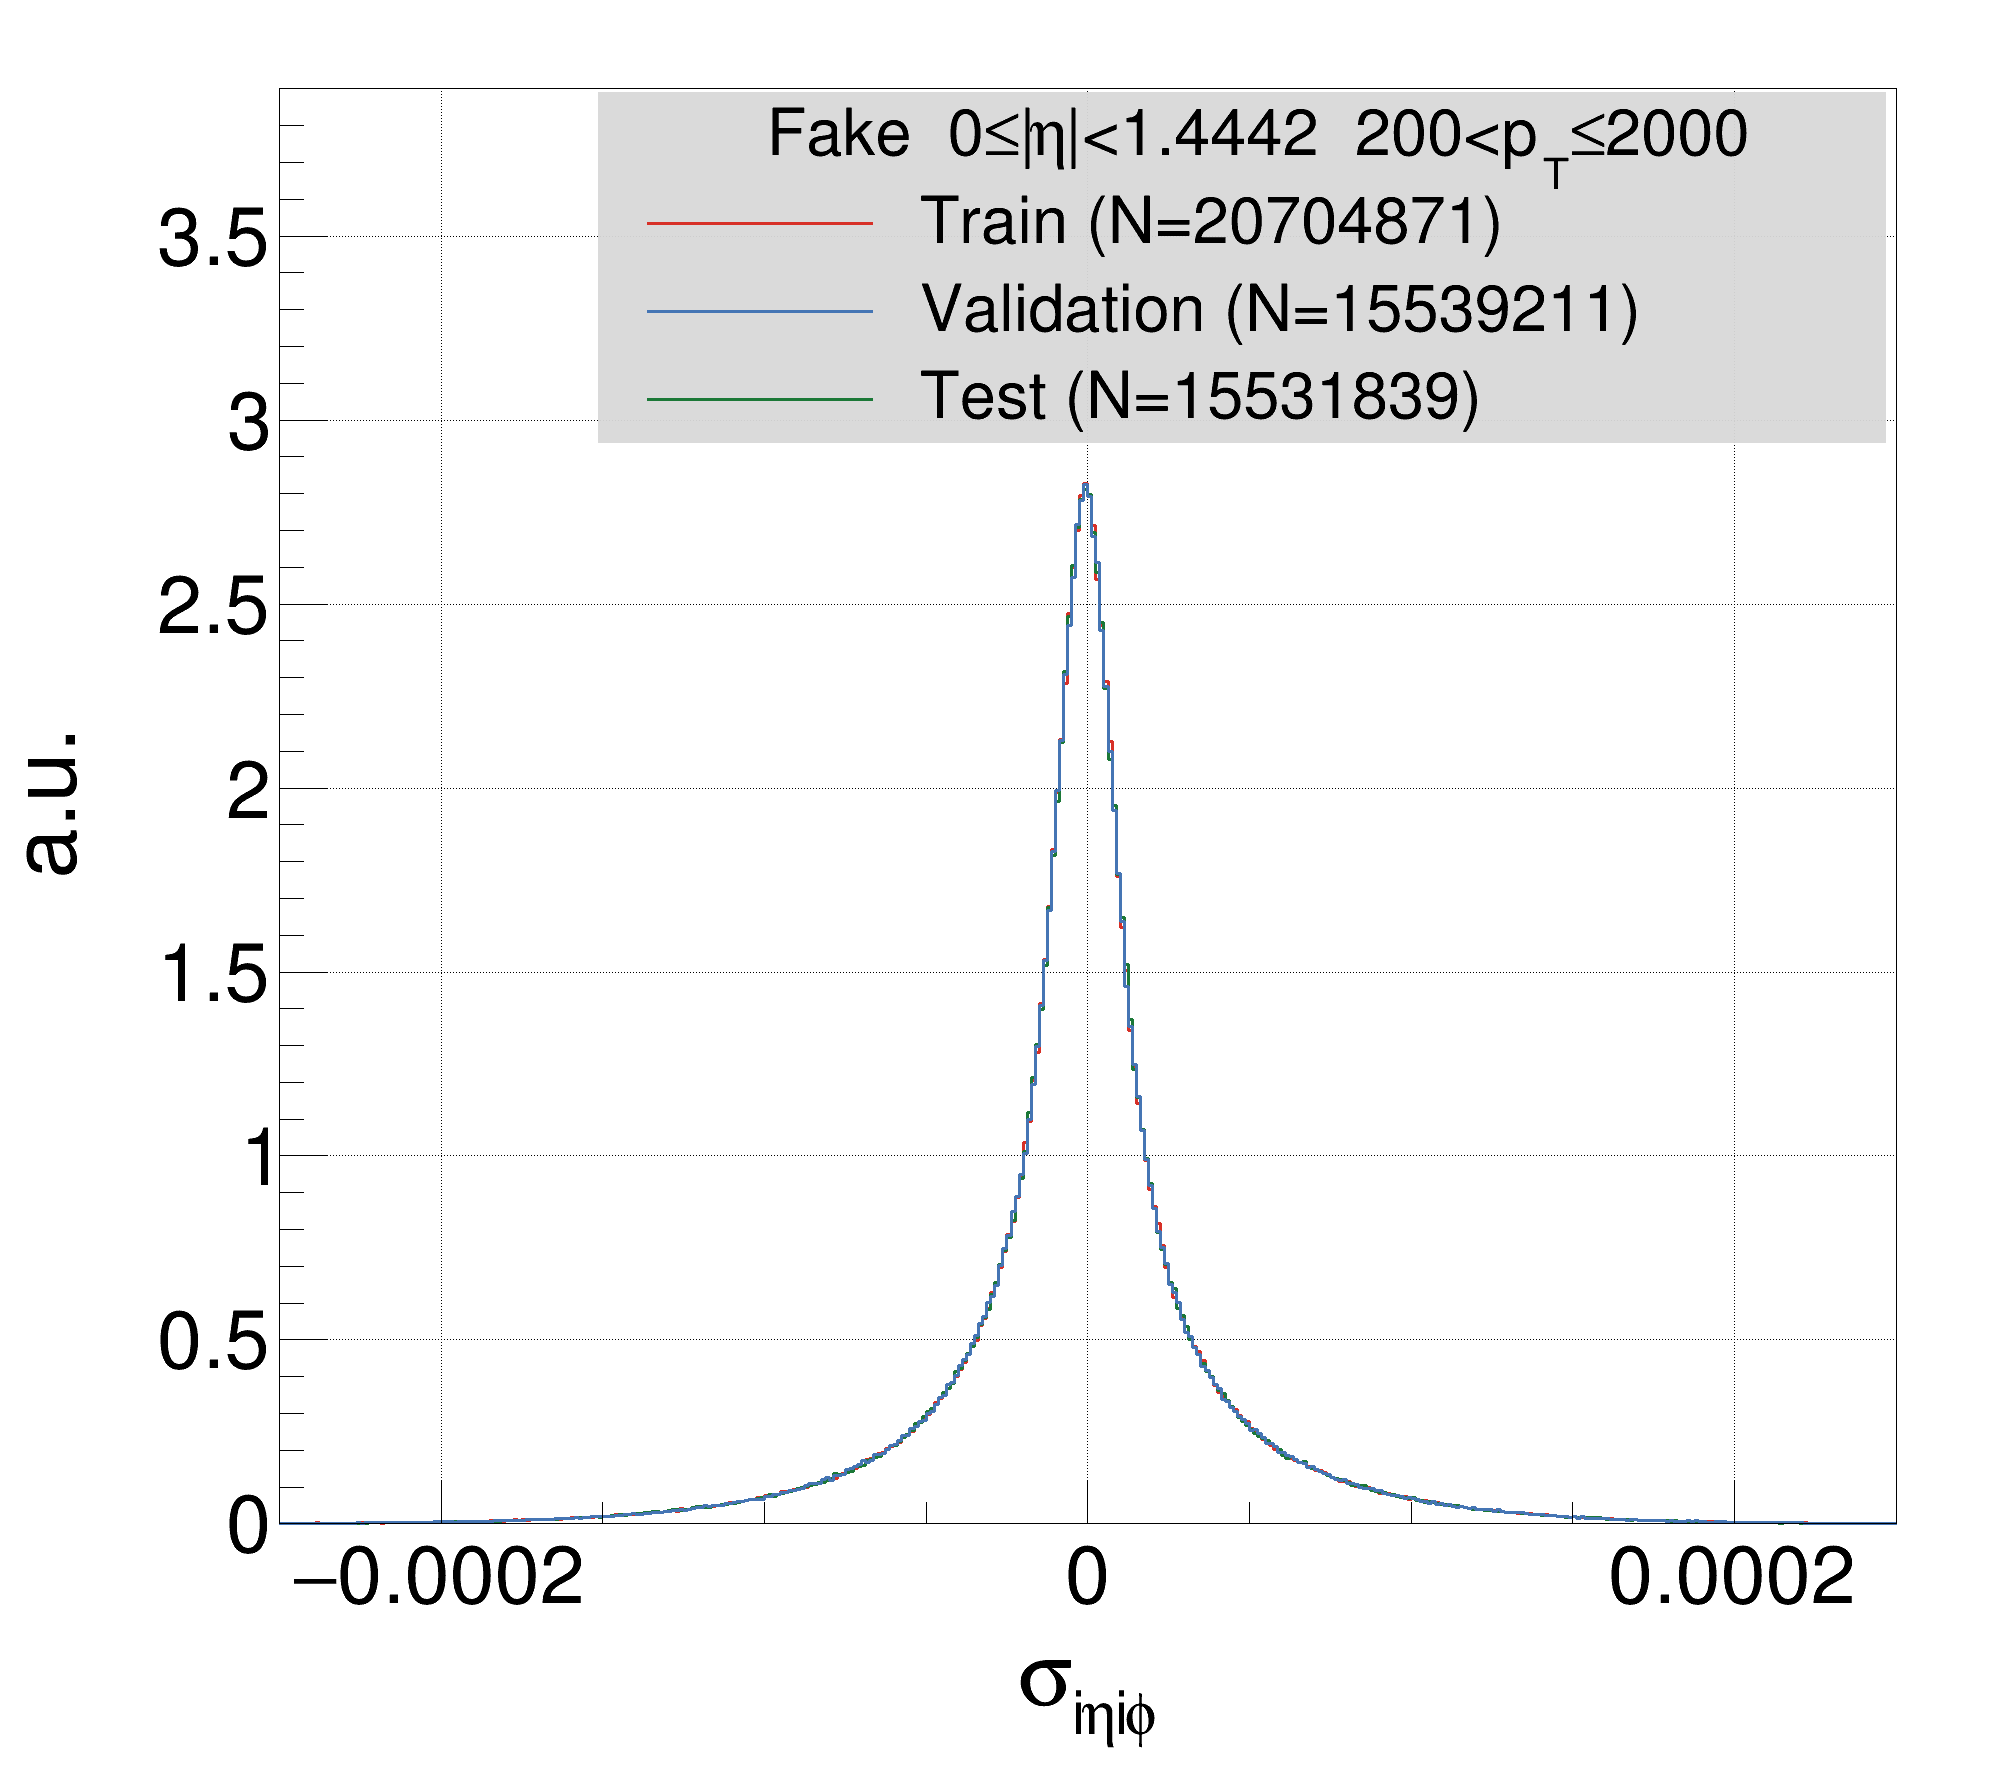 Fake 0≤|η|<1.4442 200<p_T≤2000
Train (N=20704871)
Validation (N=15539211)
Test (N=15531839)
3.5
3
2.5
2
1.5
1
0.5
0
a.u.
−0.0002 0 0.0002
σ_iηiφ